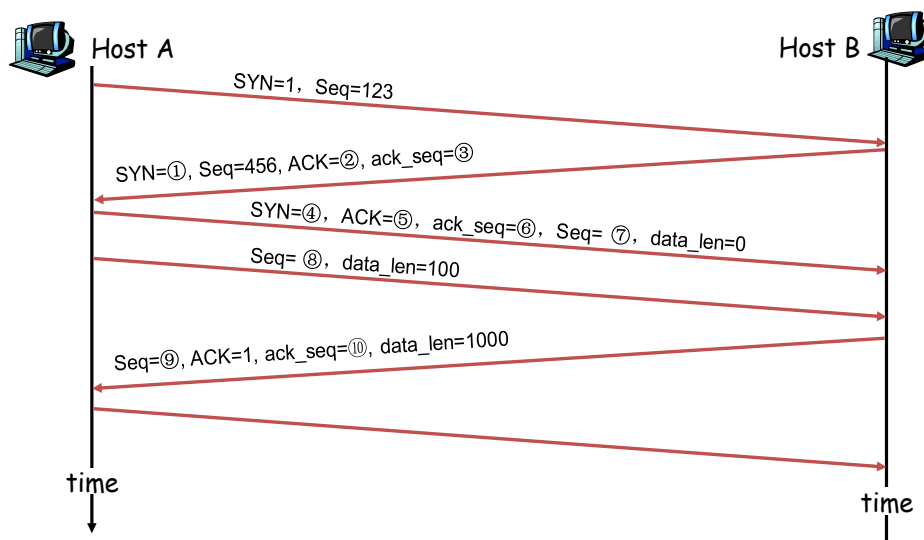 Host A
Host B
SYN=1，Seq=123
SYN=①, Seq=456, ACK=②, ack_seq=③
SYN=④，ACK=⑤，ack_seq=⑥，Seq= ⑦，data_len=0
Seq= ⑧，data_len=100
Seq=⑨, ACK=1, ack_seq=⑩, data_len=1000
time
time